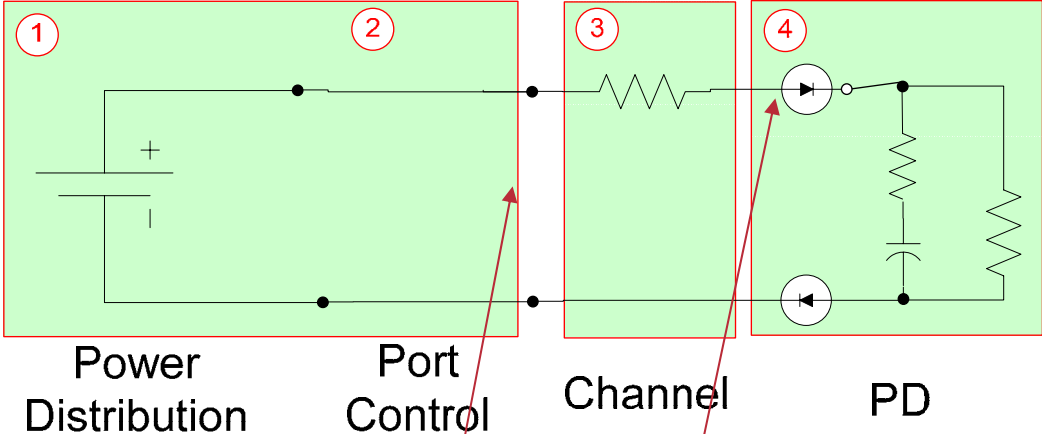 1
2
3
4
+
–
Power
Distribution
Port
Control
Channel
PD